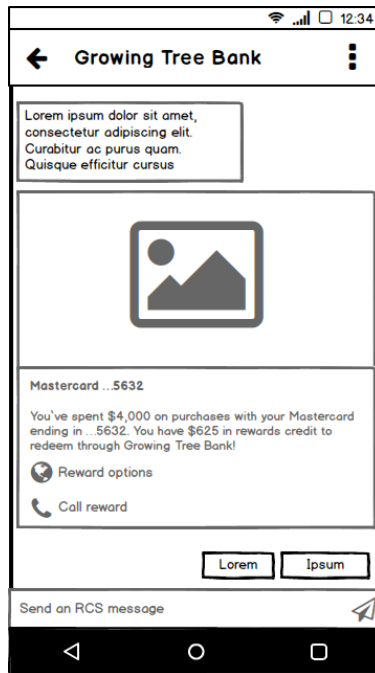 12:34
Growing Tree Bank
Lorem ipsum dolor sit amet,
consectetur adipiscing elit.
Curabitur ac purus quam.
Quisque efficitur cursus
Mastercard ...5632
You've spent $4,000 on purchases with your Mastercard
ending in ...5632. You have $625 in rewards credit to
redeem through Growing Tree Bank!
Reward options
Call reward
Lorem
Ipsum
Send an RCS message